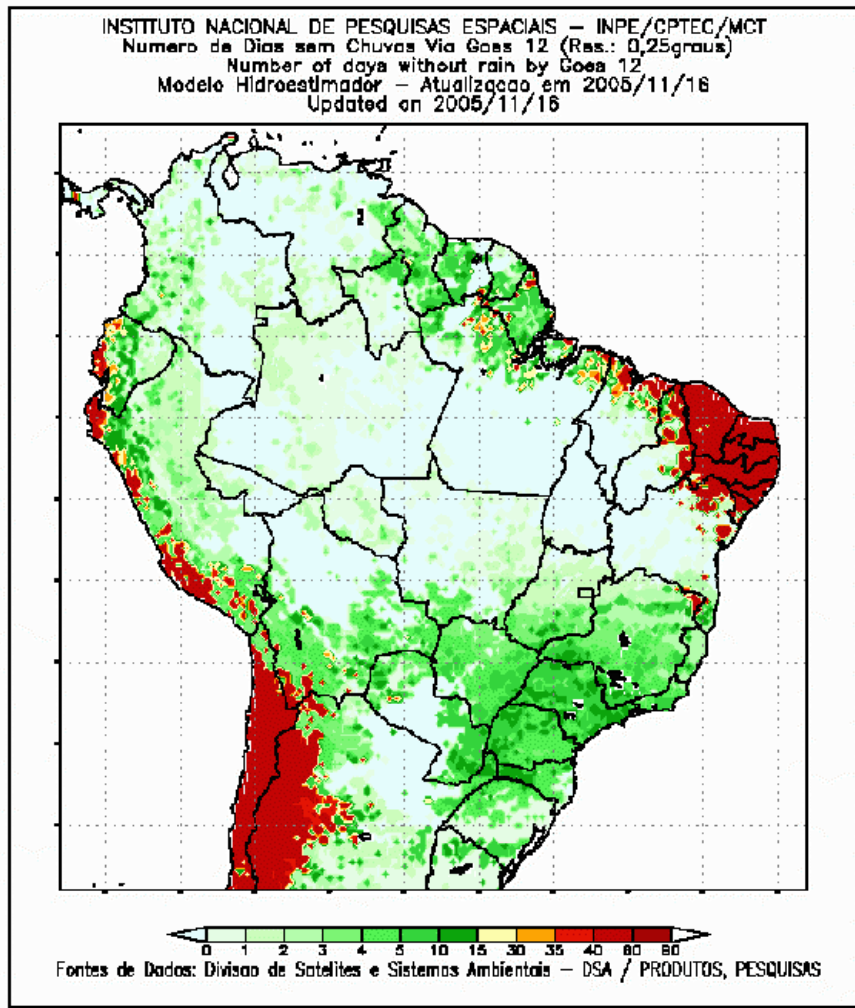 INSTITUTO NACIONAL DE PESQUISAS ESPACIAIS - INPE/CPTEC/MCT
Numero de Dias sem Chuvas Via Goes 12 (Res.: 0,25graus)
Number of days without rain by Goes 12
Modelo Hidroestimador - Atualizacao em 2005/11/16
Updated on 2005/11/16
0 1 2 3 4 5 10 15 30 35 40 60 80
Fontes de Dados: Divisao de Satelites e Sistemas Ambientais - DSA / PRODUTOS, PESQUISAS